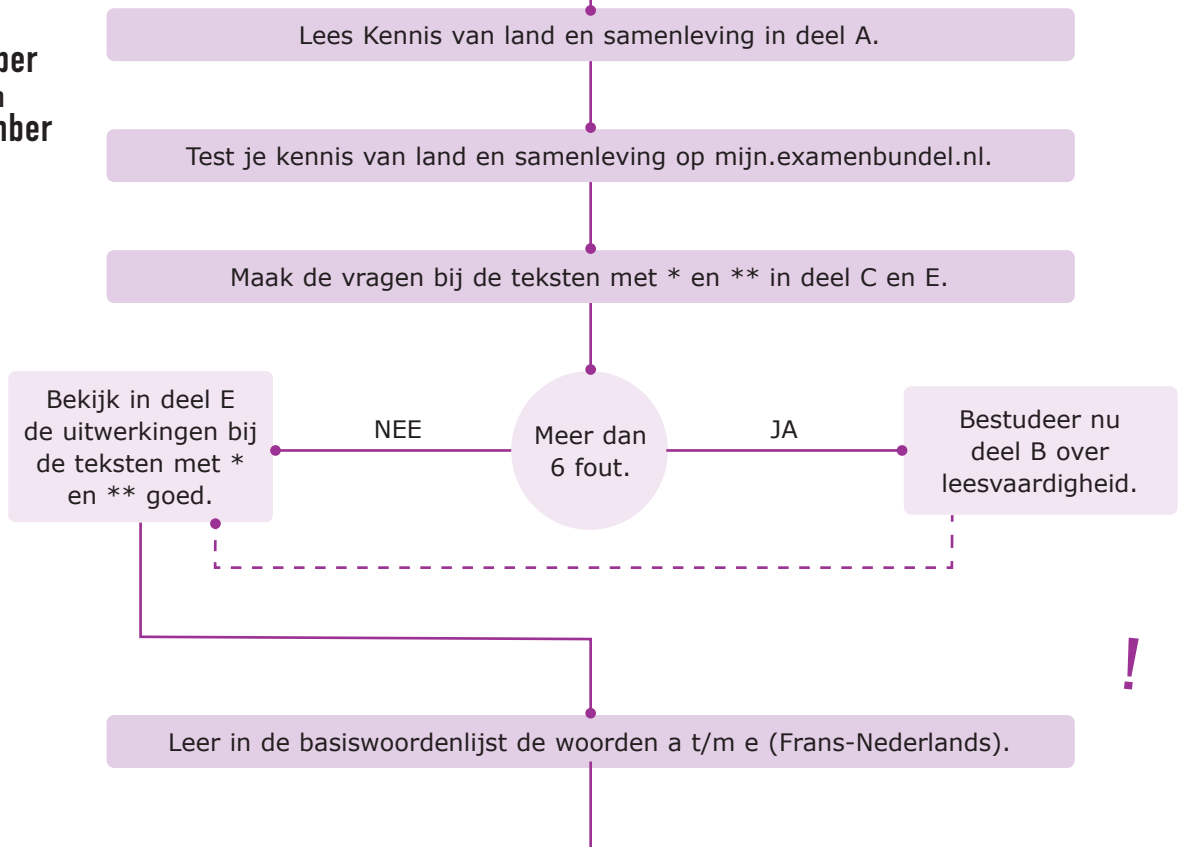 Lees Kennis van land en samenleving in deel A.
Test je kennis van land en samenleving op mijn.examenbundel.nl.
Maak de vragen bij de teksten met * en ** in deel C en E.
Bekijk in deel E
de uitwerkingen bij
de teksten met *
en ** goed.
NEE
Meer dan
6 fout.
JA
Bestudeer nu
deel B over
leesvaardigheid.
!
Leer in de basiswoordenlijst de woorden a t/m e (Frans-Nederlands).